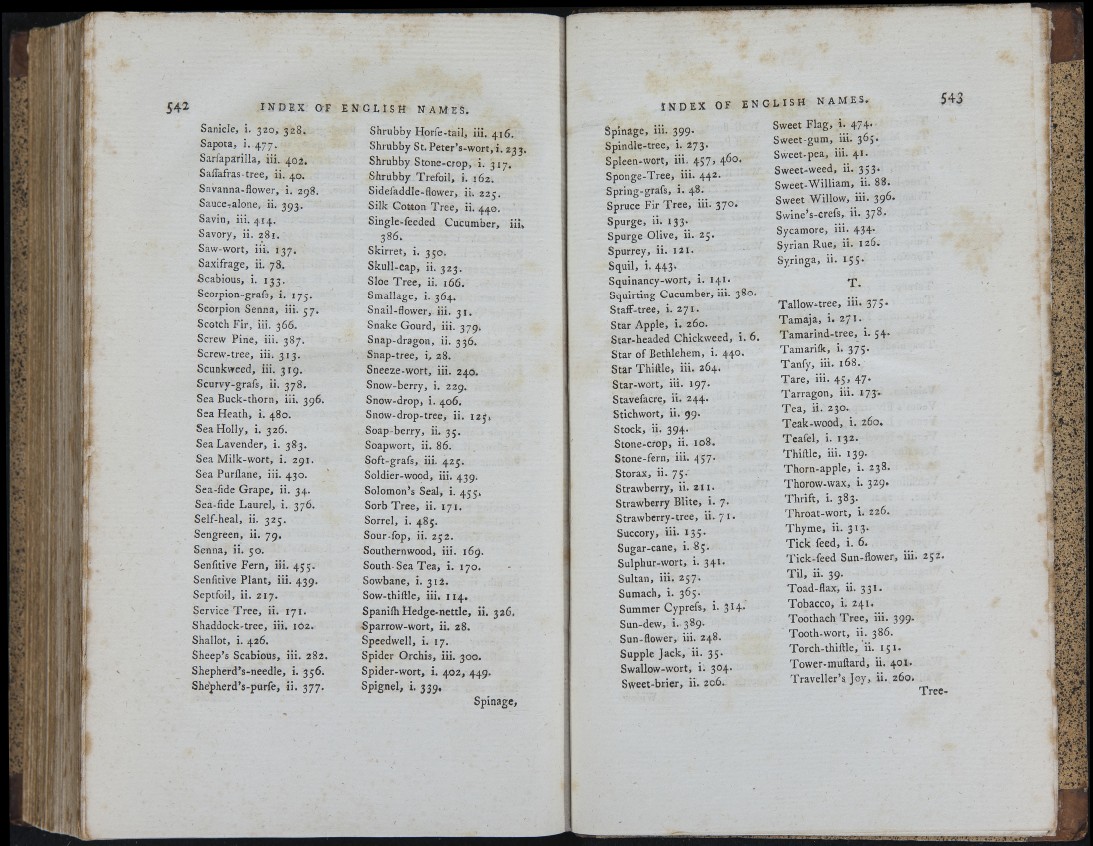 542
INDEX OF ENGLISH NAMES.
Sanicle, i. 320, 328.
Sapota, i. 477.
Sarſaparilla, iii. 402.
Saſſafras-tree, ii. 40.
Savanna-flower, i. 298.
Sauce-alone, ii. 393.
Savin, iii. 414.
Savory, ii. 281.
Saw-wort, iii. 137.
Saxifrage, ii. 78.
Scabious, i. 133.
Scorpion-graſs, i. 175.
Scorpion Senna, iii. 57.
Scotch Fir, iii. 366.
Screw Pine, iii. 387.
Screw-tree, iii. 313.
Scunkweed, iii. 319.
Scurvy-graſs, ii. 378.
Sea Buck-thorn, iii. 396.
Sea Heath, i. 480.
Sea Holly, i. 326.
Sea Lavender, i. 383.
Sea Milk-wort, i. 291.
Sea Purſlane, iii. 430.
Sea-ſide Grape, ii. 34.
Sea-ſide Laurel, i. 376.
Self-heal, ii. 325.
Sengreen, ii. 79.
Senna, ii. 50.
Senſitive Fern, iii. 455.
Senſitive Plant, iii. 439.
Septfoil, ii. 217.
Service Tree, ii. 171.
Shaddock-tree, iii. 102.
Shallot, i. 426.
Sheep's Scabious, iii. 282.
Shepherd's-needle, i. 356.
Shepherd's-purſe, ii. 377.
Shrubby Horſe-tail, iii. 416.
Shrubby St. Peter's-wort, i. 233.
Shrubby Stone-crop, i. 317.
Shrubby Trefoil, i. 162.
Sideſaddle-flower, ii. 225.
Silk Cotton Tree, ii. 440.
Single-ſeeded Cucumber, iii.
386.
Skirret, i. 350.
Skull-cap, ii. 323.
Sloe Tree, ii. 166.
Smallage, i. 364.
Snail-flower, iii. 31.
Snake Gourd, iii. 379.
Snap-dragon, ii. 336.
Snap-tree, i, 28.
Sneeze-wort, iii. 240.
Snow-berry, i. 229.
Snow-drop, i. 406.
Snow-drop-tree, ii. 125,
Soap-berry, ii. 35.
Soapwort, ii. 86.
Soft-graſs, iii. 425.
Soldier-wood, iii. 439.
Solomon's Seal, i. 455.
Sorb Tree, ii. 171.
Sorrel, i. 485.
Sour-ſop, ii. 252.
Southernwood, iii. 169.
South-Sea Tea, i. 170.
Sowbane, i. 312.
Sow-thiſtle, iii. 114.
Spaniſh Hedge-nettle, ii. 326.
Sparrow-wort, ii. 28.
Speedwell, i. 17.
Spider Orchis, iii. 300.
Spider-wort, i. 402, 449.
Spignel, i. 339.
Spinage,
INDEX OF ENGLISH NAMES.
543
Spinage, iii. 399.
Spindle-tree, i. 273.
Spleen-wort, iii. 457, 460.
Sponge-Tree, iii. 442.
Spring-graſs, i. 48.
Spruce Fir Tree, iii. 370.
Spurge, ii. 133.
Spurge Olive, ii. 25.
Spurrey, ii. 121.
Squil, i. 443.
Squinancy-wort, i. 141.
Squirting Cucumber, iii. 380.
Staff-tree, i. 271.
Star Apple, i. 260.
Star-headed Chickweed, i. 6.
Star of Bethlehem, i. 440.
Star Thiſtle, iii. 264.
Star-wort, iii. 197.
Staveſacre, ii. 244.
Stichwort, ii. 99.
Stock, ii. 394.
Stone-crop, ii. 108.
Stone-fern, iii. 457.
Storax, ii. 75.
Strawberry, ii. 211.
Strawberry Blite, i. 7.
Strawberry-tree, ii. 71.
Succory, iii. 135.
Sugar-cane, i. 85.
Sulphur-wort, i. 341.
Sultan, iii. 257.
Sumach, i. 365.
Summer Cypreſs, i. 314.
Sun-dew, i. 389.
Sun-flower, iii. 248.
Supple Jack, ii. 35.
Swallow-wort, i. 304.
Sweet-brier, ii. 206.
Sweet Flag, i. 474.
Sweet-gum, iii. 365.
Sweet-pea, iii. 41.
Sweet-weed, ii. 353.
Sweet-William, ii. 88.
Sweet Willow, iii. 396.
Swine's-creſs, ii. 378.
Sycamore, iii. 434.
Syrian Rue, ii. 126.
Syringa, ii. 155.
T.
Tallow-tree, iii. 375.
Tamaja, i. 271.
Tamarind-tree, i. 54.
Tamariſk, i. 375.
Tanſy, iii. 168.
Tare, iii. 45, 47.
Tarragon, iii. 173.
Tea, ii. 230.
Teak-wood, i. 260.
Teaſel, i. 132.
Thiſtle, iii. 139.
Thorn-apple, i. 238.
Thorow-wax, i. 329.
Thrift, i. 383.
Throat-wort, i. 226.
Thyme, ii. 313.
Tick ſeed, i. 6.
Tick-ſeed Sun-flower, iii. 252.
Til, ii. 39.
Toad-flax, ii. 331.
Tobacco, i. 241.
Toothach Tree, iii. 399.
Tooth-wort, ii. 386.
Torch-thiſtle, ii. 151.
Tower-muſtard, ii. 401.
Traveller's Joy, ii. 260.
Tree-